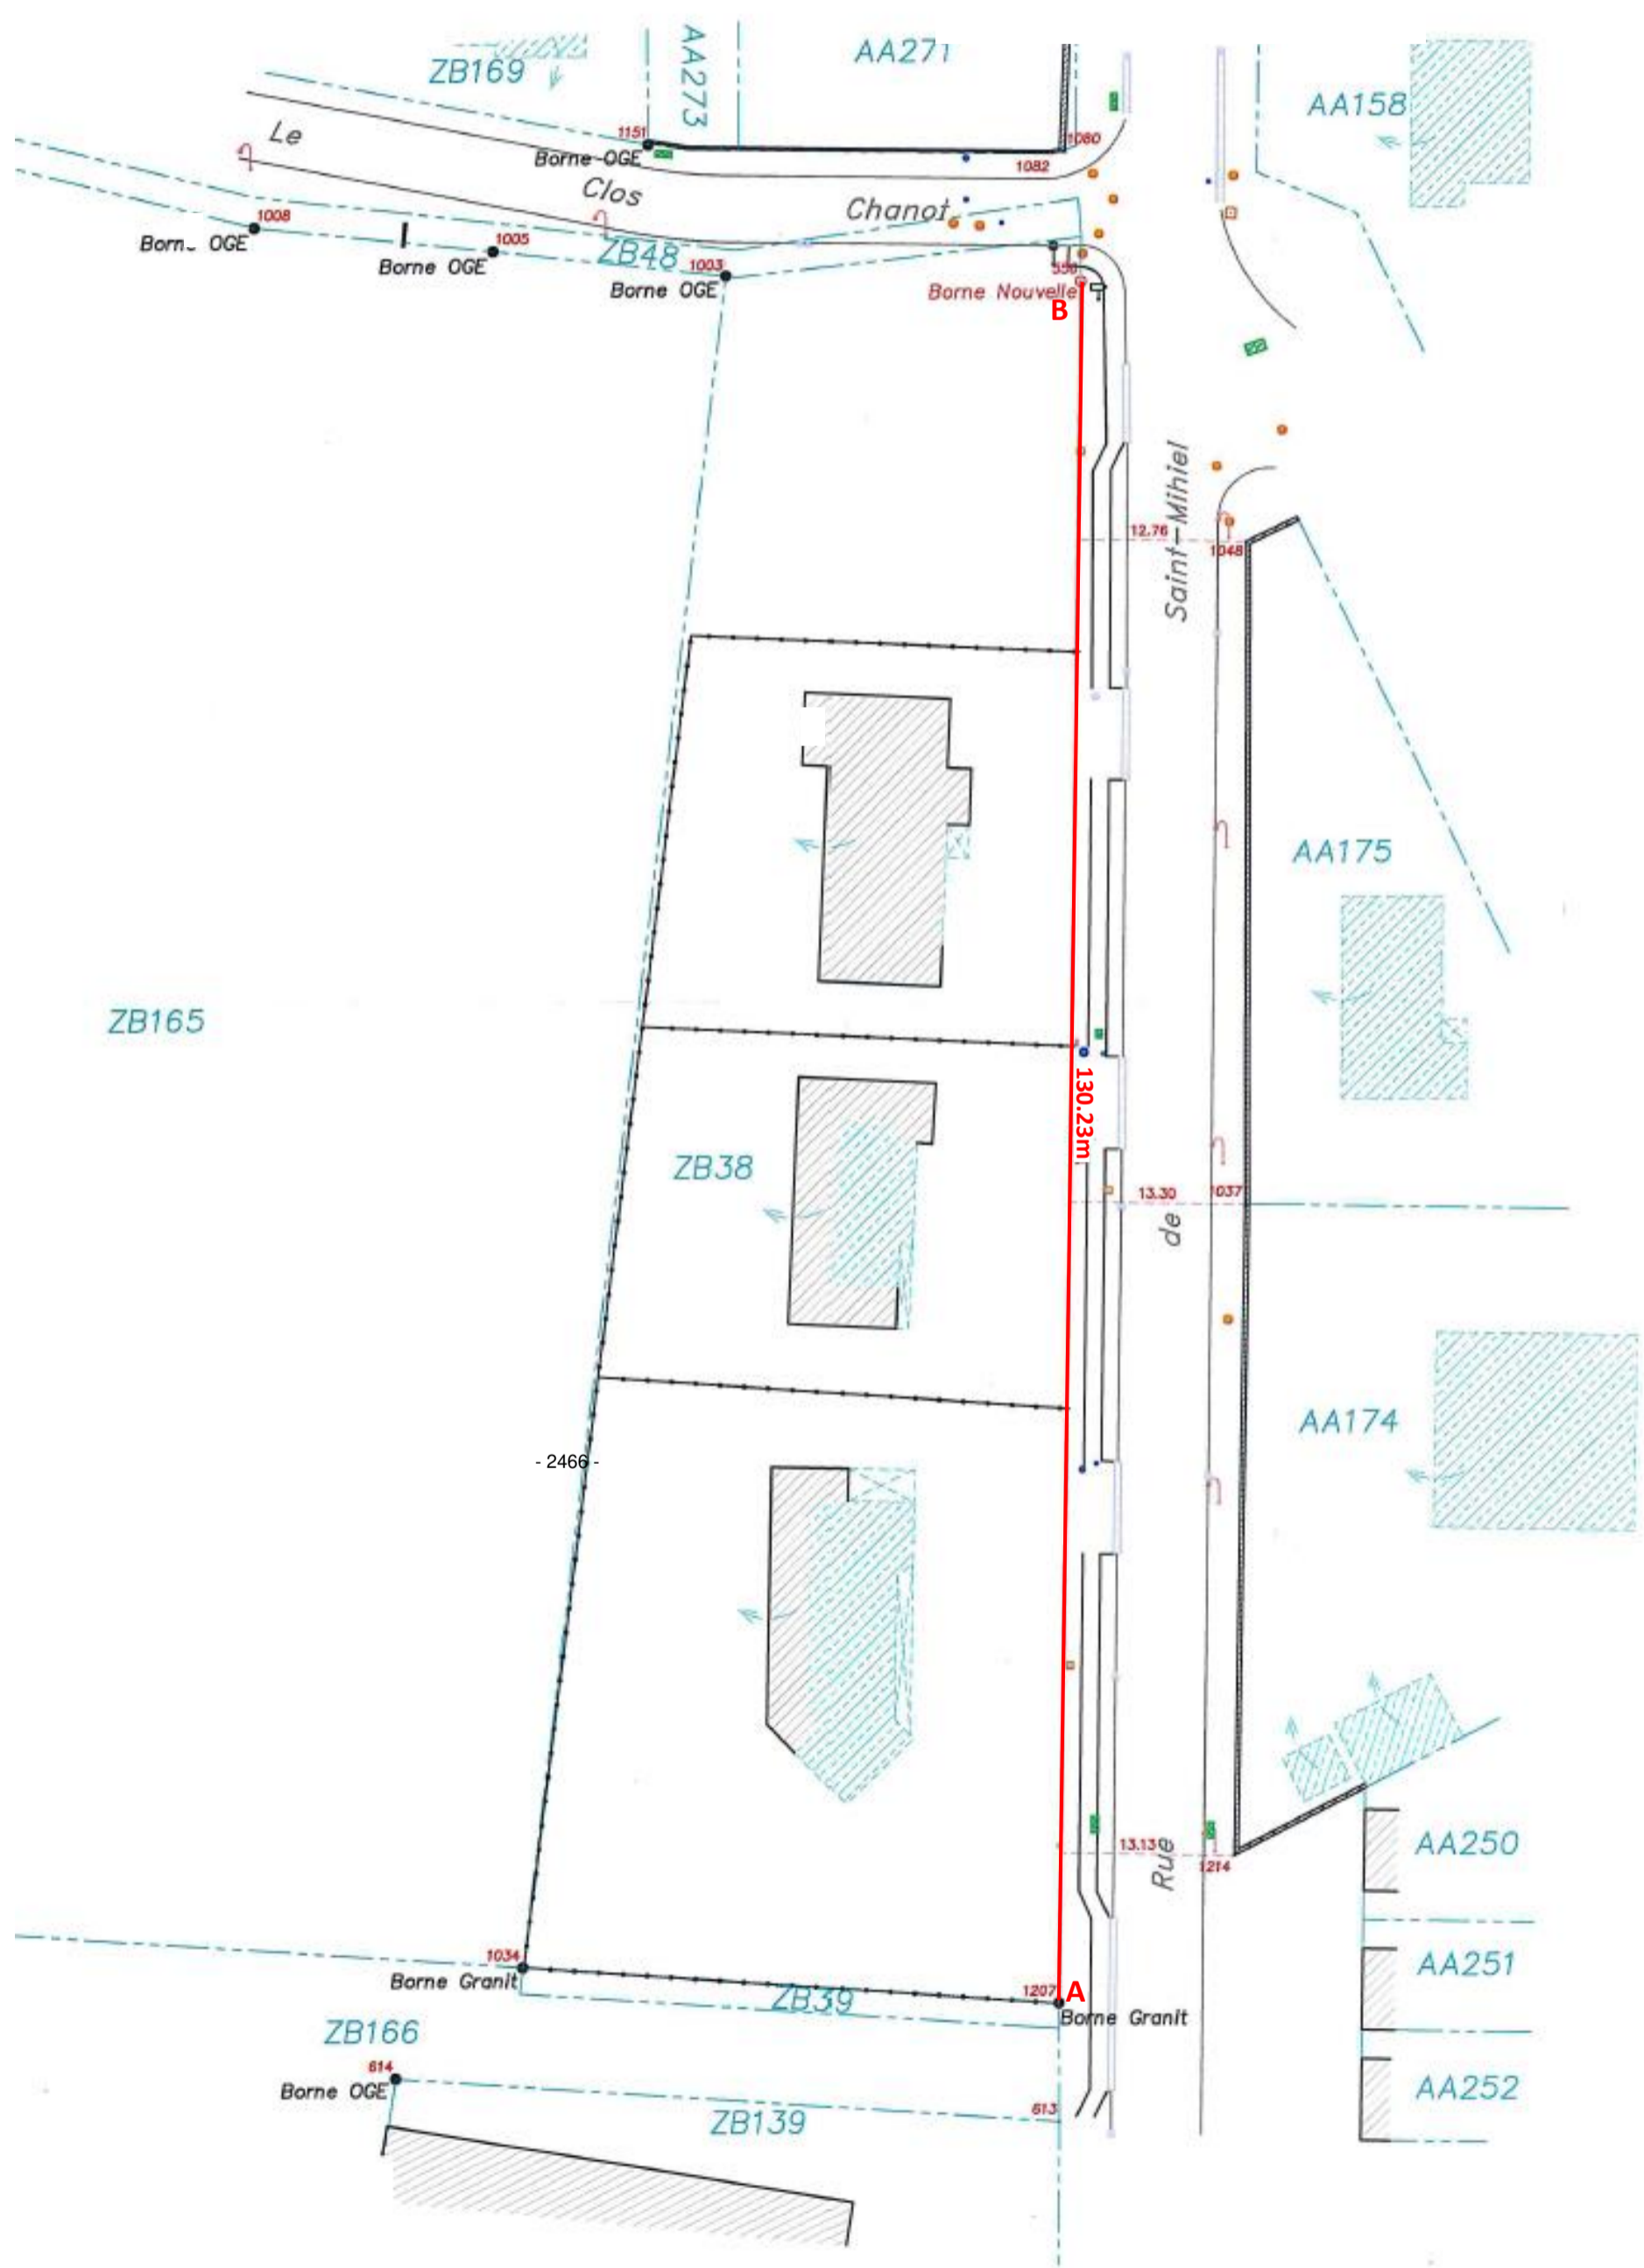 ZB169
AA273
AA271
AA158
Le
1151
Borne OGE
1080
1082
Clos
Chanot
1008
Borne OGE
1005
Borne OGE
ZB48
1003
Borne OGE
Borne Nouvelle
B
12.76
1048
Saint-Mihiel
AA175
ZB165
130.23m
ZB38
13.30
1037
de
AA174
- 2466 -
13.13
1214
Rue
AA250
1034
Borne Granit
1207
A
ZB39
Borne Granit
AA251
ZB166
614
Borne OGE
613
ZB139
AA252